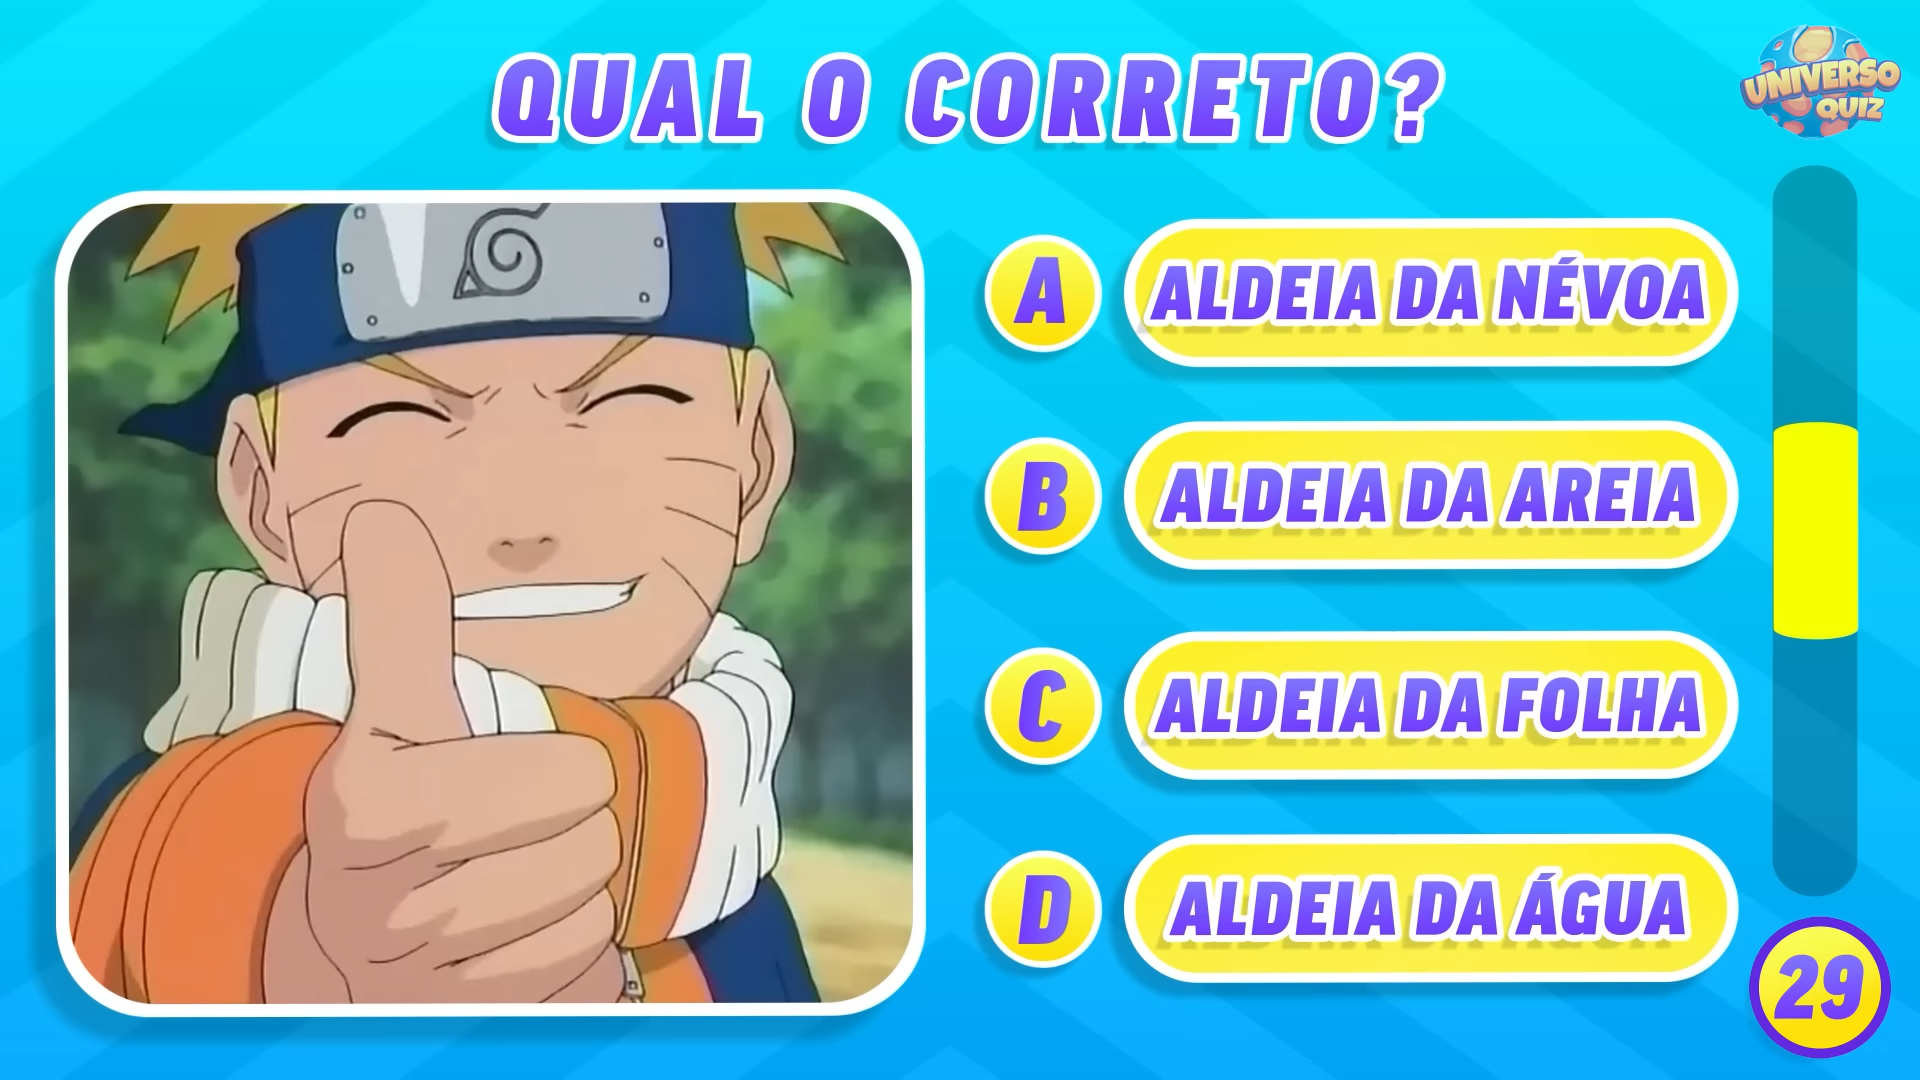 QUAL O CORRETO?
UNIVERSO
QUIZ
A ALDEIA DA NÉVOA
B ALDEIA DA AREIA
C ALDEIA DA FOLHA
D ALDEIA DA ÁGUA
29